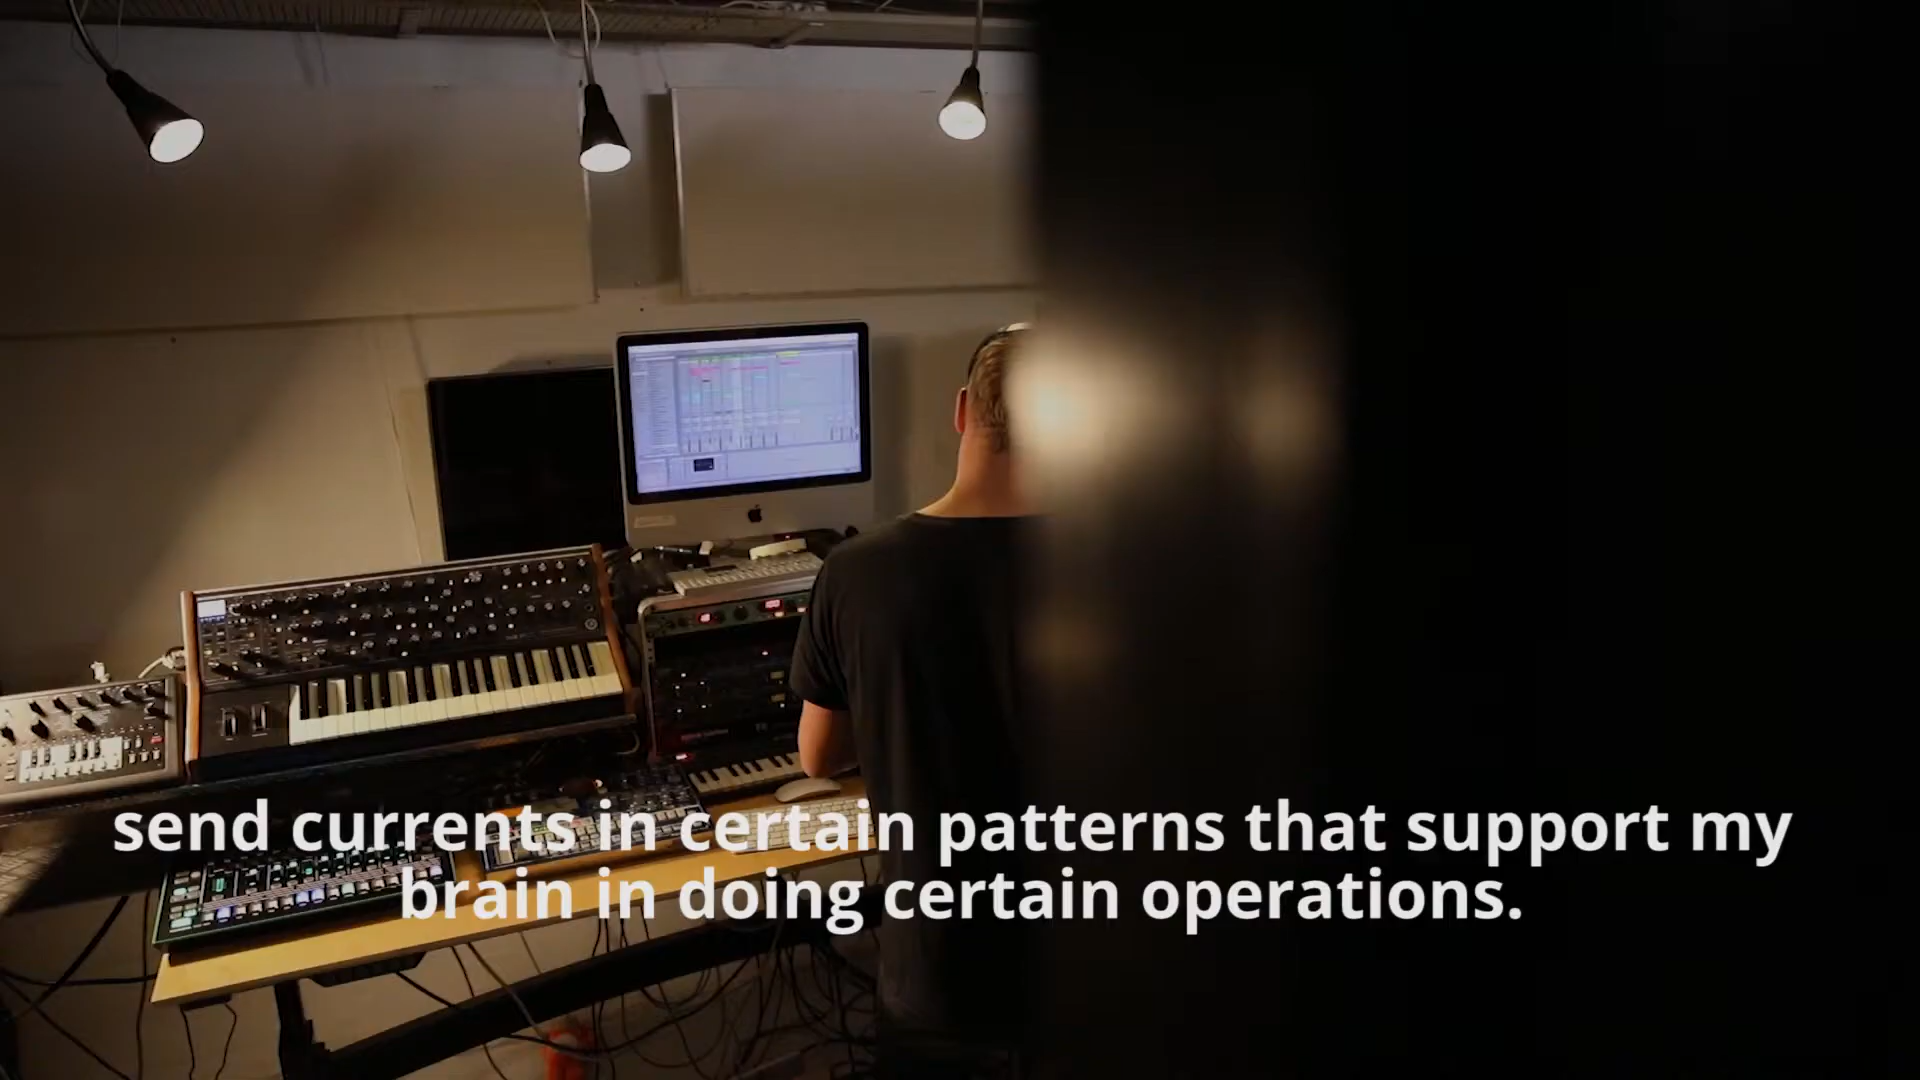 send currents in certain patterns that support my
brain in doing certain operations.